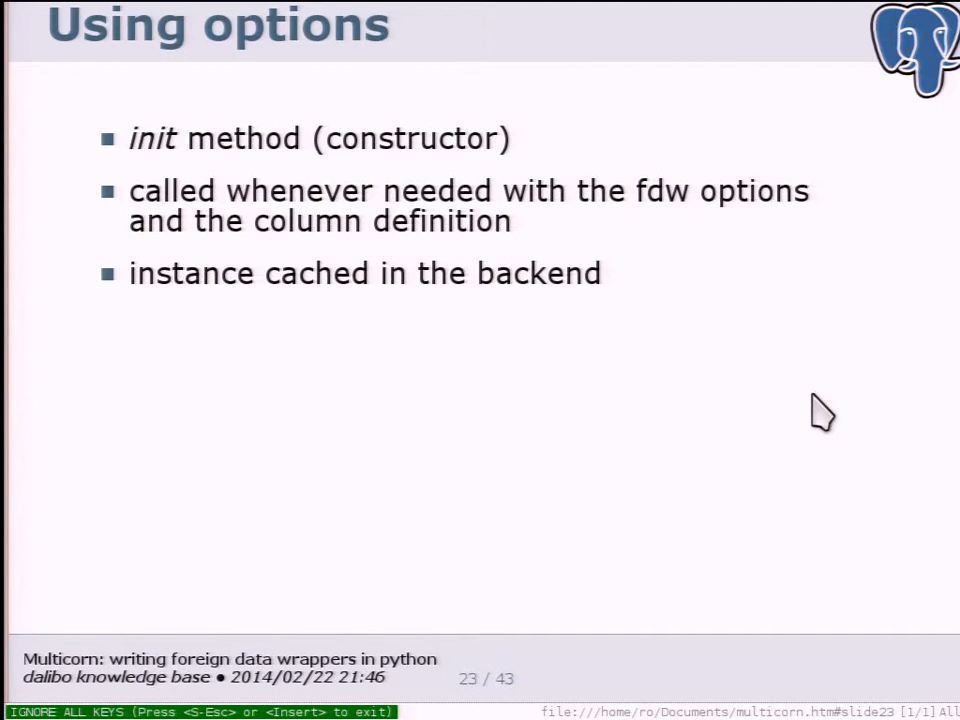 Using options
init method (constructor)
called whenever needed with the fdw options
and the column definition
instance cached in the backend
Multicorn: writing foreign data wrappers in python
dalibo knowledge base ● 2014/02/22 21:46
23 / 43
IGNORE ALL KEYS (Press <S-Esc> or <Insert> to exit)
file:///home/ro/Documents/multicorn.htm#slide23 [1/1] All